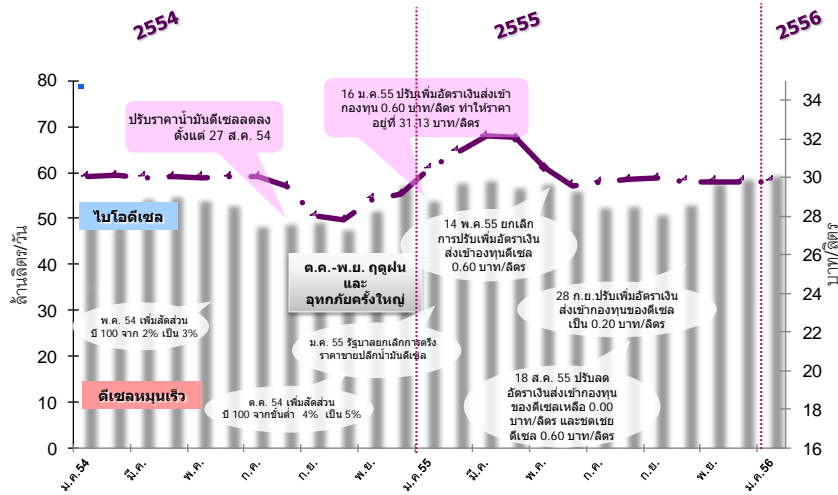 2554
2555
2556
80
70
60
50
40
30
20
10
0
ล้านลิตร/วัน
34
32
30
28
26
24
22
20
18
16
บาท/ลิตร
ปรับราคาน้ำมันดีเซลลดลง
ตั้งแต่ 27 ส.ค. 54
16 ม.ค.55 ปรับเพิ่มอัตราเงินส่งเข้า
กองทุน 0.60 บาท/ลิตร ทำให้ราคา
อยู่ที่ 31.13 บาท/ลิตร
ไบโอดีเซล
14 พ.ค.55 ยกเลิก
การปรับเพิ่มอัตราเงิน
ส่งเข้ากองทุนดีเซล
0.60 บาท/ลิตร
ต.ค.-พ.ย. ฤดูฝน
และ
อุทกภัยครั้งใหญ่
28 ก.ย.ปรับเพิ่มอัตราเงิน
ส่งเข้ากองทุนของดีเซล
เป็น 0.20 บาท/ลิตร
พ.ค. 54 เพิ่มสัดส่วน
บี 100 จาก 2% เป็น 3%
ม.ค. 55 รัฐบาลยกเลิกการตรึง
ราคาขายปลีกน้ำมันดีเซล
ดีเซลหมุนเร็ว
ต.ค. 54 เพิ่มสัดส่วน
บี 100 จากขั้นต่ำ 4% เป็น 5%
18 ส.ค. 55 ปรับลด
อัตราเงินส่งเข้ากองทุน
ของดีเซลเหลือ 0.00
บาท/ลิตร และชดเชย
ดีเซล 0.60 บาท/ลิตร
ม.ค.54
มี.ค.
พ.ค.
ก.ค.
ก.ย.
พ.ย.
ม.ค.55
มี.ค.
พ.ค.
ก.ค.
ก.ย.
พ.ย.
ม.ค.56